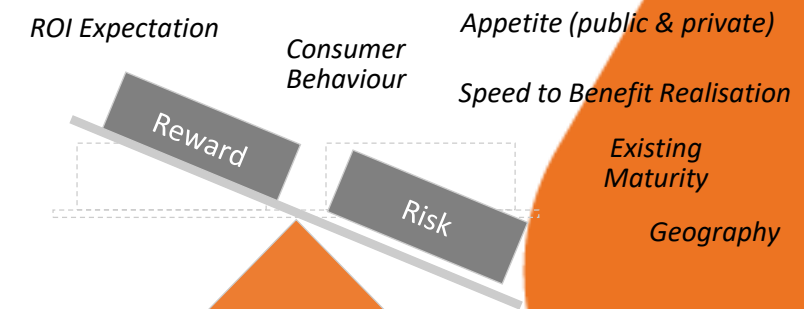 ROI Expectation
Consumer
Behaviour
Appetite (public & private)
Speed to Benefit Realisation
Existing
Maturity
Geography
Reward
Risk